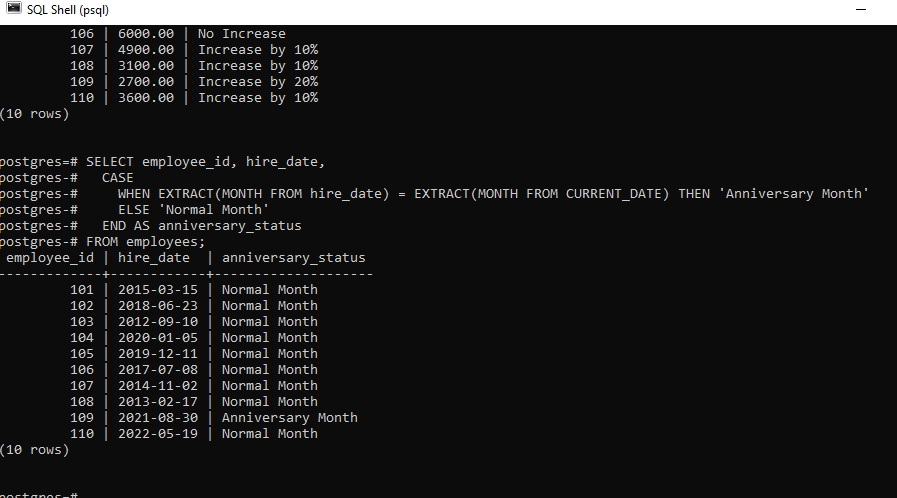 SQL Shell (psql)
106 | 6000.00 | No Increase
107 | 4900.00 | Increase by 10%
108 | 3100.00 | Increase by 10%
109 | 2700.00 | Increase by 20%
110 | 3600.00 | Increase by 10%
(10 rows)
postgres=# SELECT employee_id, hire_date,
postgres-#   CASE
postgres-#     WHEN EXTRACT(MONTH FROM hire_date) = EXTRACT(MONTH FROM CURRENT_DATE) THEN 'Anniversary Month'
postgres-#     ELSE 'Normal Month'
postgres-#   END AS anniversary_status
postgres-# FROM employees;
employee_id | hire_date  | anniversary_status
-------------+------------+--------------------
101 | 2015-03-15 | Normal Month
102 | 2018-06-23 | Normal Month
103 | 2012-09-10 | Normal Month
104 | 2020-01-05 | Normal Month
105 | 2019-12-11 | Normal Month
106 | 2017-07-08 | Normal Month
107 | 2014-11-02 | Normal Month
108 | 2013-02-17 | Normal Month
109 | 2021-08-30 | Anniversary Month
110 | 2022-05-19 | Normal Month
(10 rows)
postgres=#